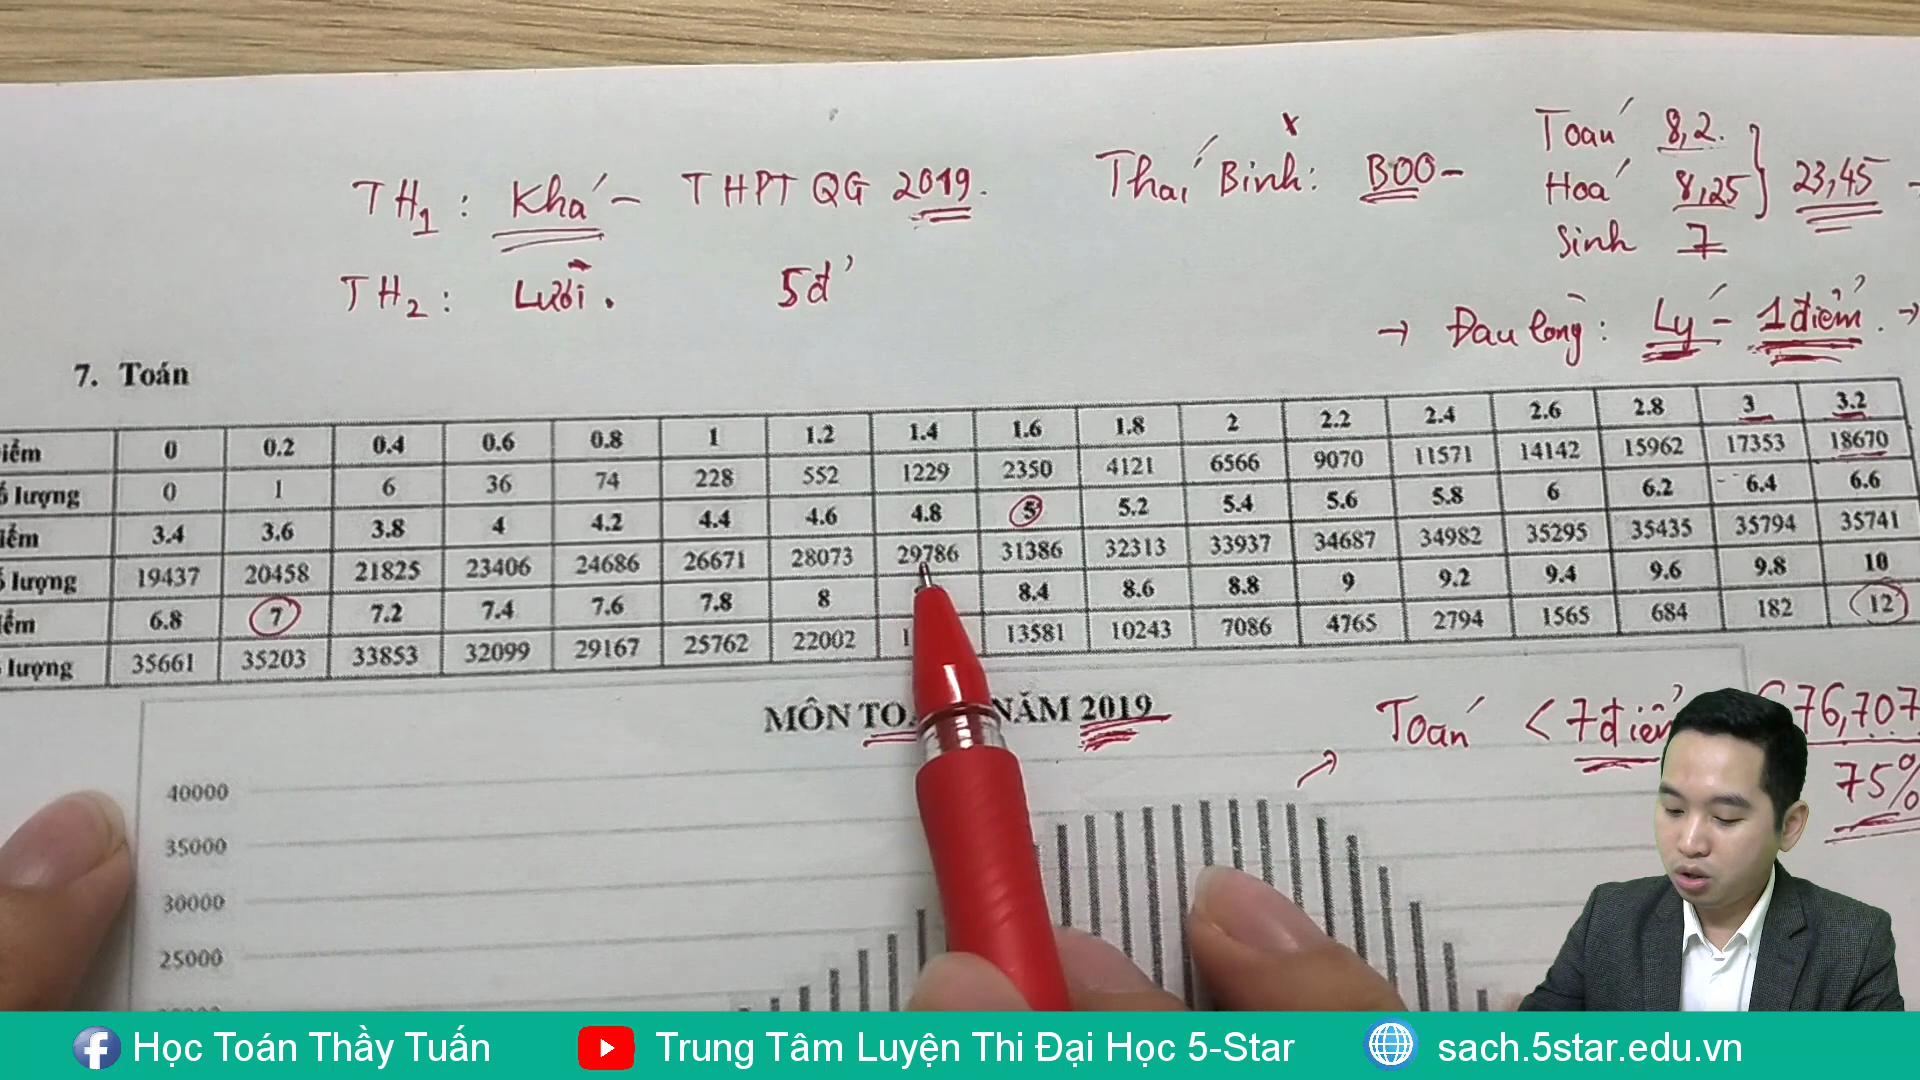 TH1: Khá - THPT QG 2019.
TH2: Lười. 5đ'
Thái Bình: B00 -
Toán 8,2.
Hoá 8,25
Sinh 7
23,45
→ Đau lòng: Lý - 1 điểm. →
7. Toán
iểm 0 0.2 0.4 0.6 0.8 1 1.2 1.4 1.6 1.8 2 2.2 2.4 2.6 2.8 3 3.2
ố lượng 0 1 6 36 74 228 552 1229 2350 4121 6566 9070 11571 14142 15962 17353 18670
iểm 3.4 3.6 3.8 4 4.2 4.4 4.6 4.8 5 5.2 5.4 5.6 5.8 6 6.2 6.4 6.6
ố lượng 19437 20458 21825 23406 24686 26671 28073 29786 31386 32313 33937 34687 34982 35295 35435 35794 35741
ểm 6.8 7 7.2 7.4 7.6 7.8 8 8.4 8.6 8.8 9 9.2 9.4 9.6 9.8 10
lượng 35661 35203 33853 32099 29167 25762 22002 13581 10243 7086 4765 2794 1565 684 182 12
MÔN TO NĂM 2019
Toán < 7 điể 76,707
75%
40000
35000
30000
25000
Học Toán Thầy Tuấn
Trung Tâm Luyện Thi Đại Học 5-Star
sach.5star.edu.vn